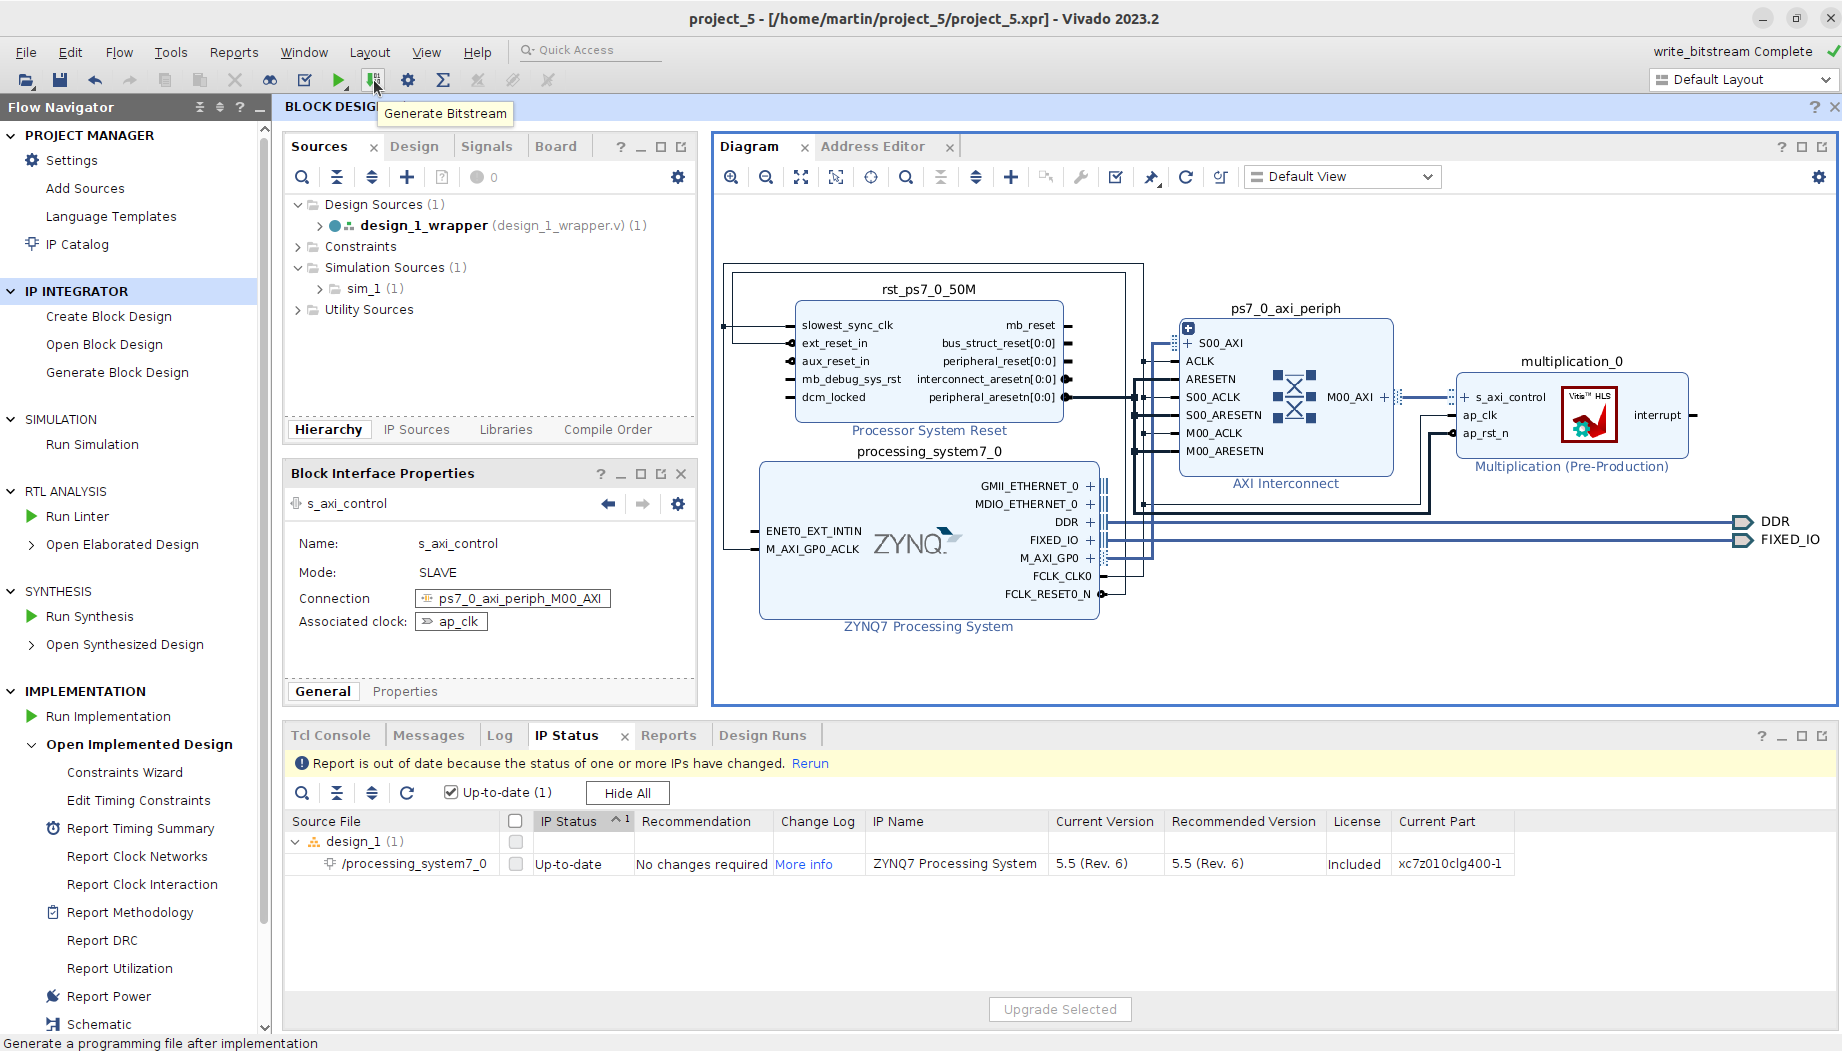 project_5 - [/home/martin/project_5/project_5.xpr] - Vivado 2023.2
File Edit Flow Tools Reports Window Layout View Help Quick Access
write_bitstream Complete
Default Layout
Generate Bitstream
Flow Navigator
PROJECT MANAGER
Settings
Add Sources
Language Templates
IP Catalog
IP INTEGRATOR
Create Block Design
Open Block Design
Generate Block Design
SIMULATION
Run Simulation
RTL ANALYSIS
Run Linter
Open Elaborated Design
SYNTHESIS
Run Synthesis
Open Synthesized Design
IMPLEMENTATION
Run Implementation
Open Implemented Design
Constraints Wizard
Edit Timing Constraints
Report Timing Summary
Report Clock Networks
Report Clock Interaction
Report Methodology
Report DRC
Report Utilization
Report Power
Schematic
Generate a programming file after implementation
Sources Design Signals Board
0
Design Sources (1)
design_1_wrapper (design_1_wrapper.v) (1)
Constraints
Simulation Sources (1)
sim_1 (1)
Utility Sources
Hierarchy IP Sources Libraries Compile Order
Block Interface Properties
s_axi_control
Name: s_axi_control
Mode: SLAVE
Connection ps7_0_axi_periph_M00_AXI
Associated clock: ap_clk
General Properties
Diagram Address Editor
Default View
rst_ps7_0_50M
slowest_sync_clk mb_reset
ext_reset_in bus_struct_reset[0:0]
aux_reset_in peripheral_reset[0:0]
mb_debug_sys_rst interconnect_aresetn[0:0]
dcm_locked peripheral_aresetn[0:0]
Processor System Reset
processing_system7_0
GMII_ETHERNET_0
MDIO_ETHERNET_0
DDR
ENET0_EXT_INTIN FIXED_IO
M_AXI_GP0_ACLK M_AXI_GP0
FCLK_CLK0
FCLK_RESET0_N
ZYNQ
ZYNQ7 Processing System
ps7_0_axi_periph
S00_AXI
ACLK
ARESETN
S00_ACLK M00_AXI
S00_ARESETN
M00_ACLK
M00_ARESETN
AXI Interconnect
multiplication_0
s_axi_control
ap_clk interrupt
ap_rst_n
Vitis™ HLS
Multiplication (Pre-Production)
DDR
FIXED_IO
Tcl Console Messages Log IP Status Reports Design Runs
Report is out of date because the status of one or more IPs have changed. Rerun
Up-to-date (1) Hide All
Source File IP Status 1 Recommendation Change Log IP Name Current Version Recommended Version License Current Part
design_1 (1)
/processing_system7_0 Up-to-date No changes required More info ZYNQ7 Processing System 5.5 (Rev. 6) 5.5 (Rev. 6) Included xc7z010clg400-1
Upgrade Selected